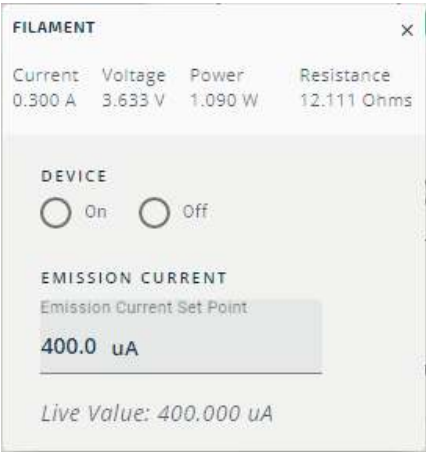 FILAMENT ×
Current Voltage Power Resistance
0.300 A 3.633 V 1.090 W 12.111 Ohms
DEVICE
On Off
EMISSION CURRENT
Emission Current Set Point
400.0 uA
Live Value: 400.000 uA